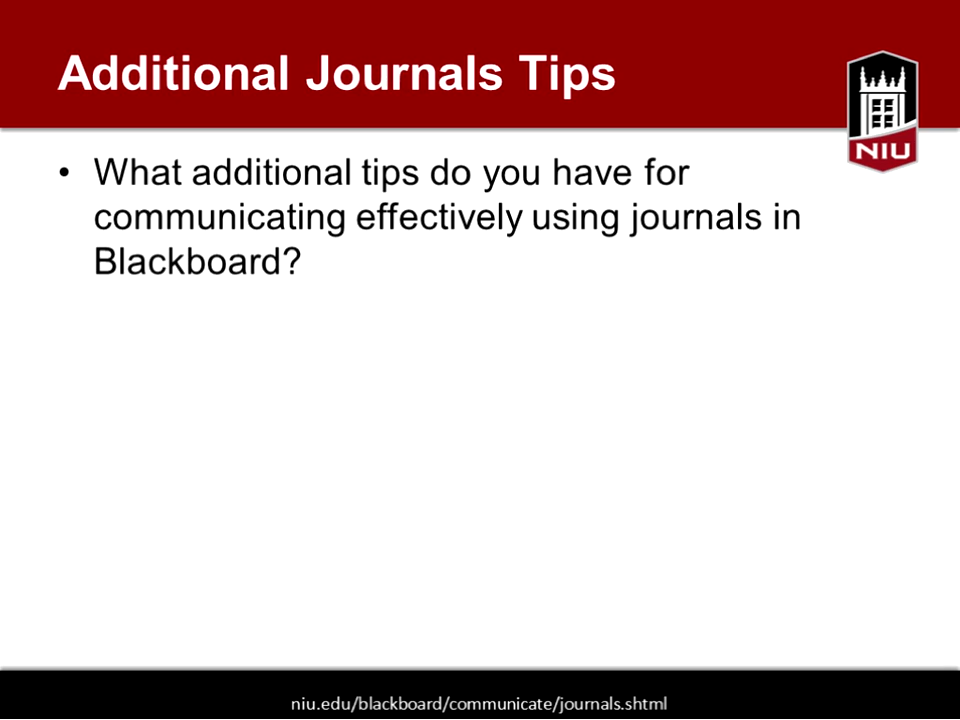 Additional Journals Tips
NIU
• What additional tips do you have for
communicating effectively using journals in
Blackboard?
niu.edu/blackboard/communicate/journals.shtml